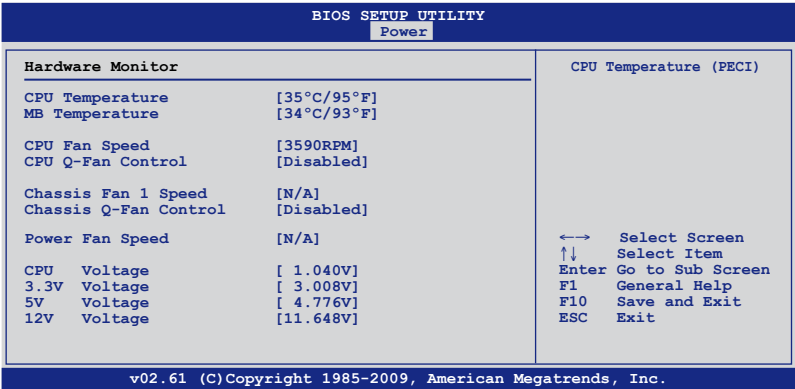 BIOS SETUP UTILITY
Power
Hardware Monitor
CPU Temperature [35°C/95°F]
MB Temperature [34°C/93°F]
CPU Fan Speed [3590RPM]
CPU Q-Fan Control [Disabled]
Chassis Fan 1 Speed [N/A]
Chassis Q-Fan Control [Disabled]
Power Fan Speed [N/A]
CPU Voltage [ 1.040V]
3.3V Voltage [ 3.008V]
5V Voltage [ 4.776V]
12V Voltage [11.648V]
CPU Temperature (PECI)
←→ Select Screen
↑↓ Select Item
Enter Go to Sub Screen
F1 General Help
F10 Save and Exit
ESC Exit
v02.61 (C)Copyright 1985-2009, American Megatrends, Inc.